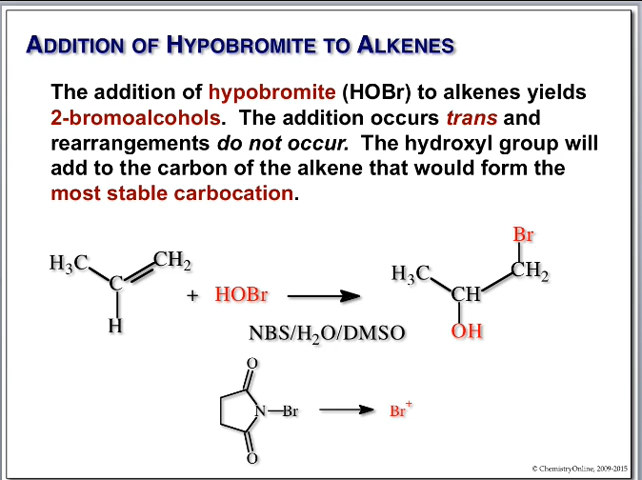 ADDITION OF HYPOBROMITE TO ALKENES
The addition of hypobromite (HOBr) to alkenes yields
2-bromoalcohols. The addition occurs trans and
rearrangements do not occur. The hydroxyl group will
add to the carbon of the alkene that would form the
most stable carbocation.
H₃C
C
CH₂
H
+ HOBr
NBS/H₂O/DMSO
Br
H₃C
CH₂
CH
OH
O
N—Br
O
Br⁺
© ChemistryOnline, 2009-2015